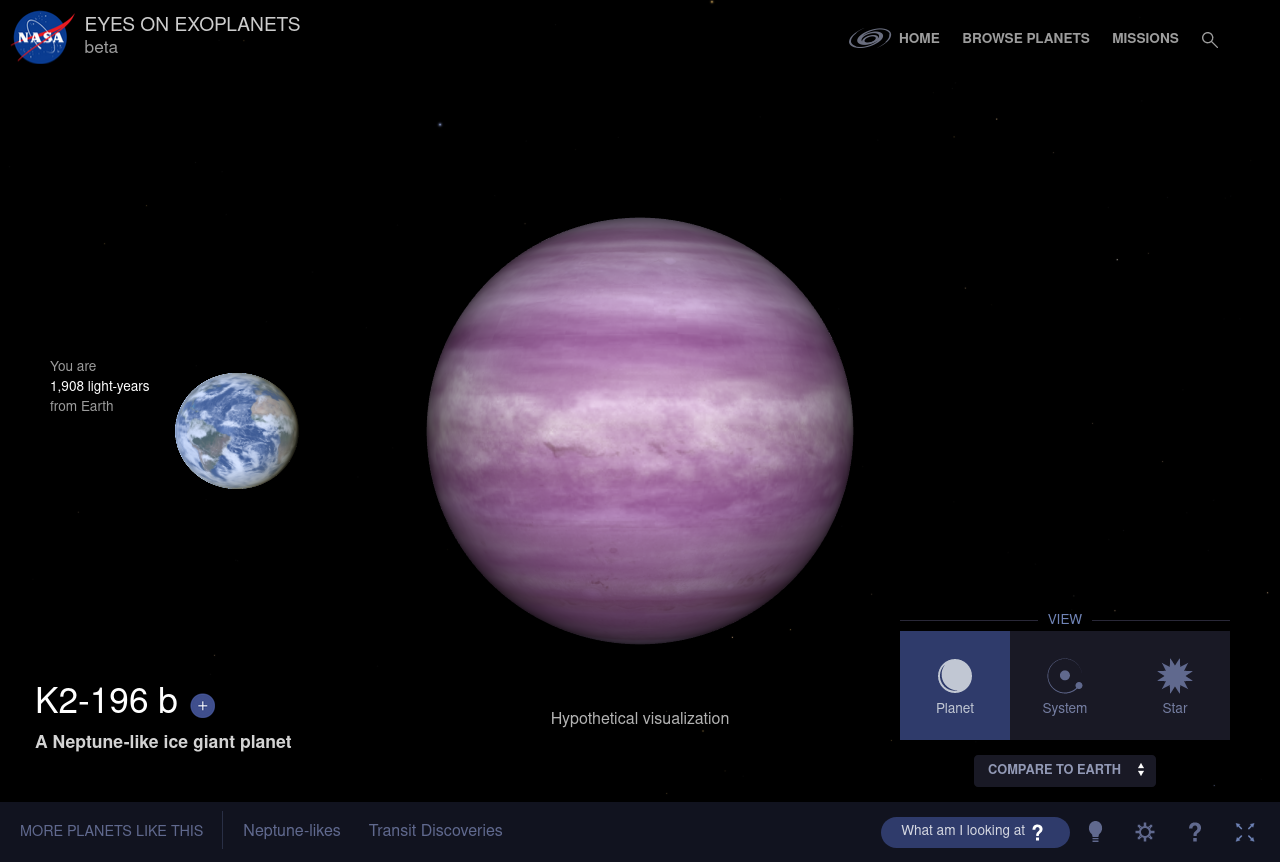 NASA
EYES ON EXOPLANETS
beta
HOME
BROWSE PLANETS
MISSIONS
You are
1,908 light-years
from Earth
VIEW
Planet
System
Star
K2-196 b +
A Neptune-like ice giant planet
Hypothetical visualization
COMPARE TO EARTH
MORE PLANETS LIKE THIS
Neptune-likes
Transit Discoveries
What am I looking at ?
?